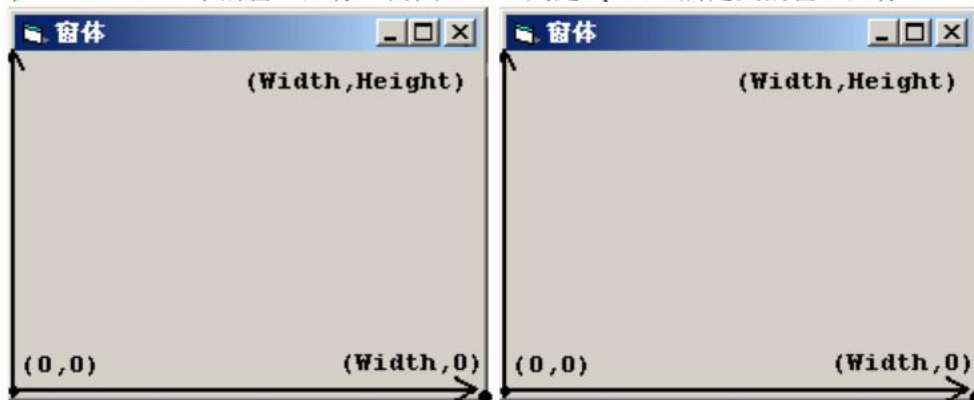 窗体
窗体
(Width,Height)
(Width,Height)
(0,0)
(Width,0)
(0,0)
(Width,0)